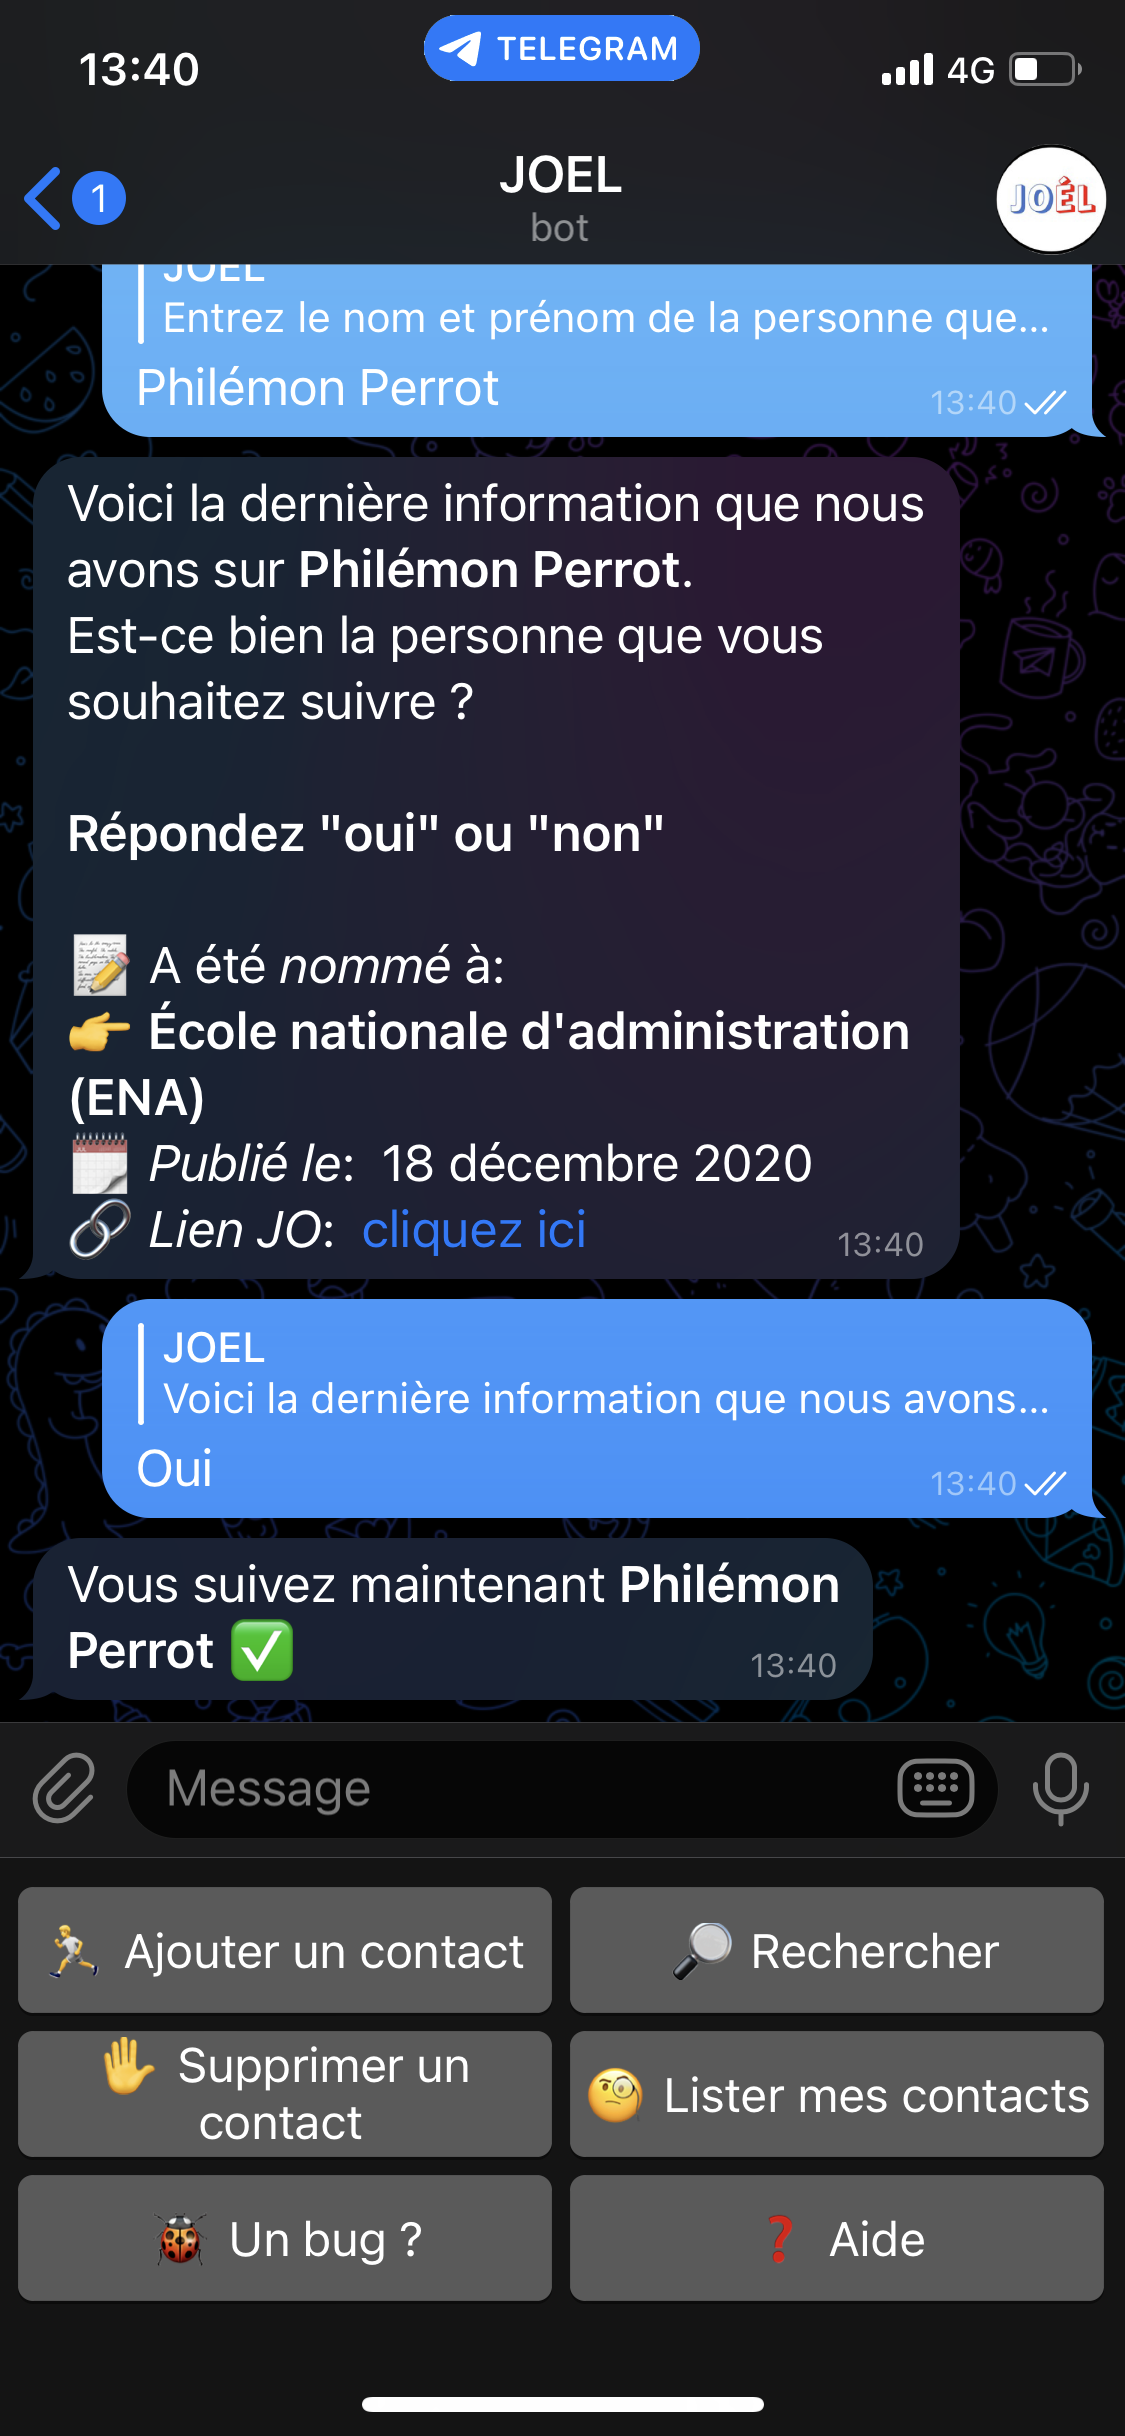 13:40
TELEGRAM
4G
1
JOEL
bot
JOÉL
JOEL
Entrez le nom et prénom de la personne que...
Philémon Perrot
13:40
Voici la dernière information que nous
avons sur Philémon Perrot.
Est-ce bien la personne que vous
souhaitez suivre ?
Répondez "oui" ou "non"
📝 A été nommé à:
👉 École nationale d'administration
(ENA)
🗓 Publié le: 18 décembre 2020
🔗 Lien JO: cliquez ici
13:40
JOEL
Voici la dernière information que nous avons...
Oui
13:40
Vous suivez maintenant Philémon
Perrot ✅
13:40
Message
🏃 Ajouter un contact
🔎 Rechercher
✋ Supprimer un
contact
🧐 Lister mes contacts
🐞 Un bug ?
❓ Aide